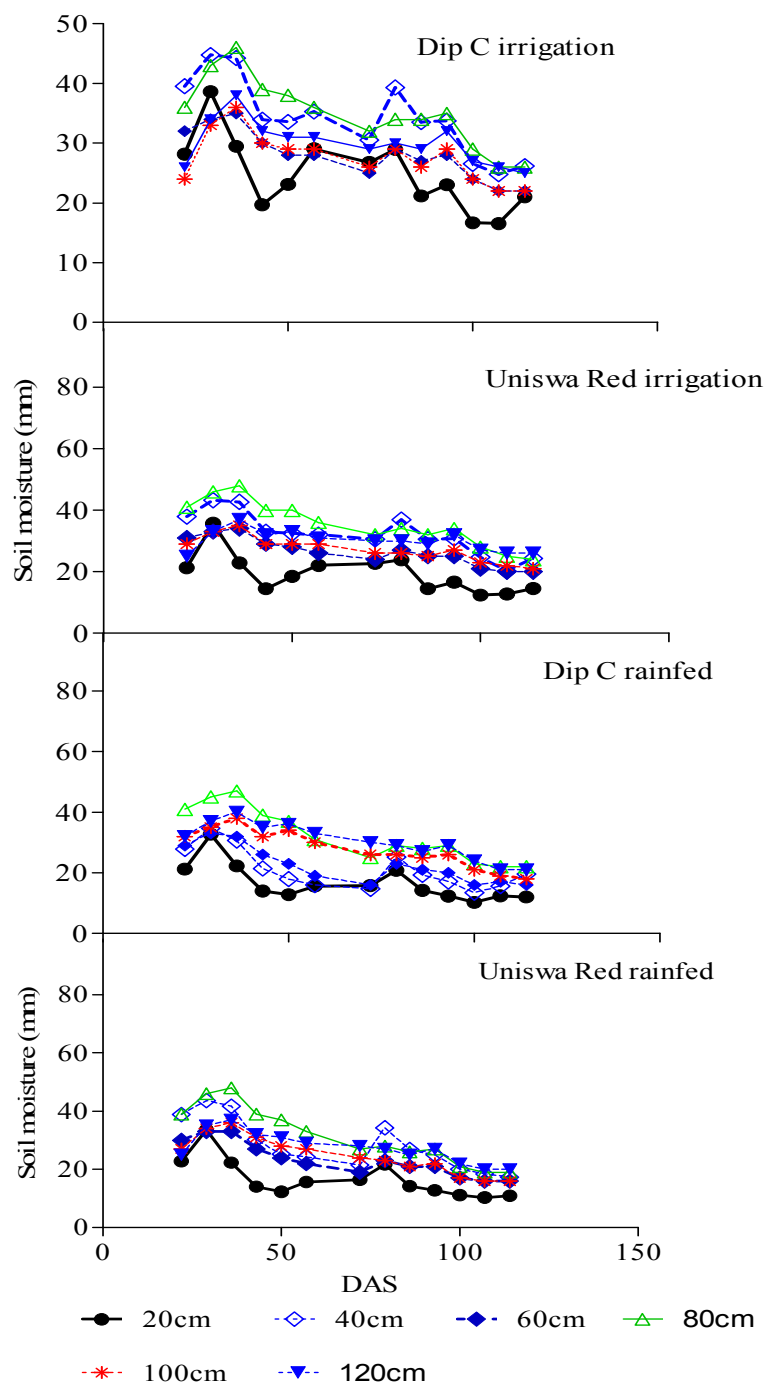 50
Dip C irrigation
40
30
20
10
0
Uniswa Red irrigation
80
60
40
20
0
Soil moisture (mm)
Dip C rainfed
80
60
40
20
0
Uniswa Red rainfed
80
60
40
20
0
Soil moisture (mm)
0 50 100 150
DAS
20cm 40cm 60cm 80cm
100cm 120cm